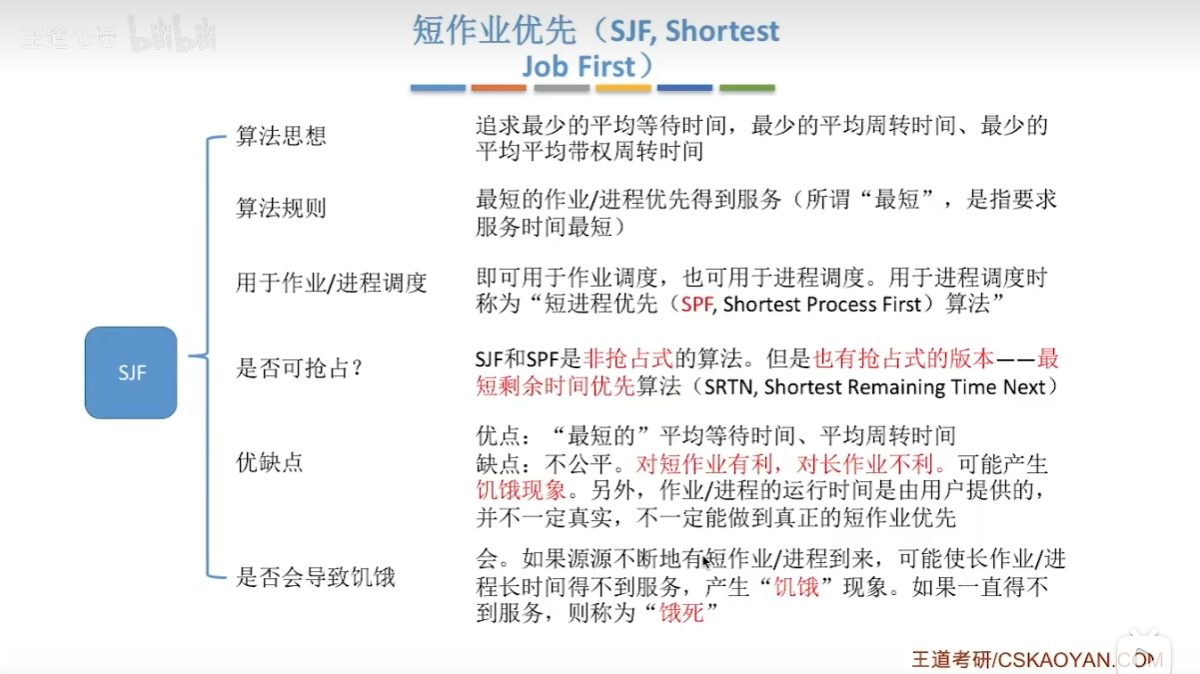 王道论坛 bilibili
短作业优先（SJF, Shortest
Job First）
算法思想
追求最少的平均等待时间，最少的平均周转时间、最少的
平均平均带权周转时间
算法规则
最短的作业/进程优先得到服务（所谓“最短”，是指要求
服务时间最短）
用于作业/进程调度
即可用于作业调度，也可用于进程调度。用于进程调度时
称为“短进程优先（SPF, Shortest Process First）算法”
SJF
是否可抢占？
SJF和SPF是非抢占式的算法。但是也有抢占式的版本——最
短剩余时间优先算法（SRTN, Shortest Remaining Time Next）
优缺点
优点：“最短的”平均等待时间、平均周转时间
缺点：不公平。对短作业有利，对长作业不利。可能产生
饥饿现象。另外，作业/进程的运行时间是由用户提供的，
并不一定真实，不一定能做到真正的短作业优先
是否会导致饥饿
会。如果源源不断地有短作业/进程到来，可能使长作业/进
程长时间得不到服务，产生“饥饿”现象。如果一直得不
到服务，则称为“饿死”
王道考研/CSKAOYAN.COM